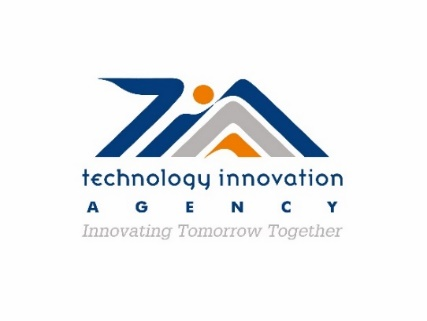 technology innovation
AGENCY
Innovating Tomorrow Together